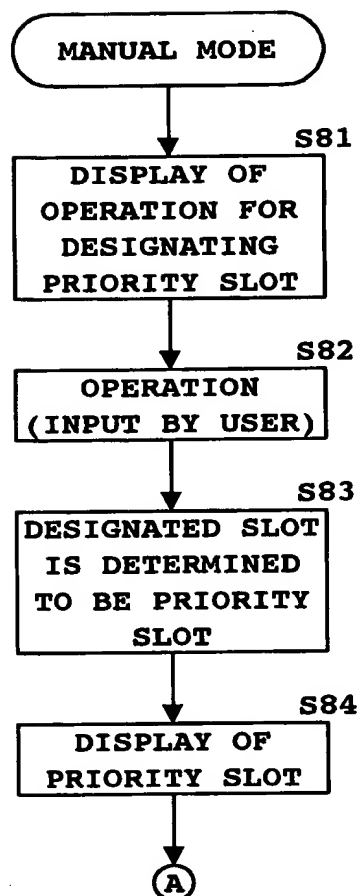 MANUAL MODE
S81
DISPLAY OF
OPERATION FOR
DESIGNATING
PRIORITY SLOT
S82
OPERATION
(INPUT BY USER)
S83
DESIGNATED SLOT
IS DETERMINED
TO BE PRIORITY
SLOT
S84
DISPLAY OF
PRIORITY SLOT
A